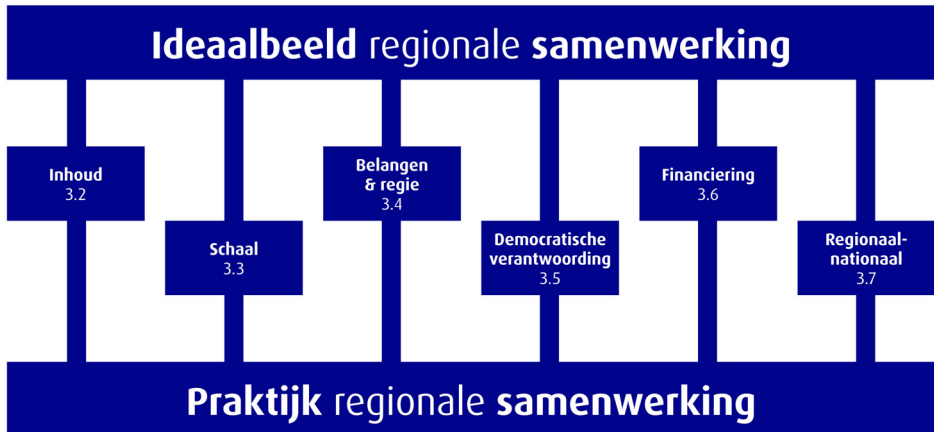 Ideaalbeeld regionale samenwerking
Inhoud
3.2
Schaal
3.3
Belangen
& regie
3.4
Democratische
verantwoording
3.5
Financiering
3.6
Regionaal-
nationaal
3.7
Praktijk regionale samenwerking